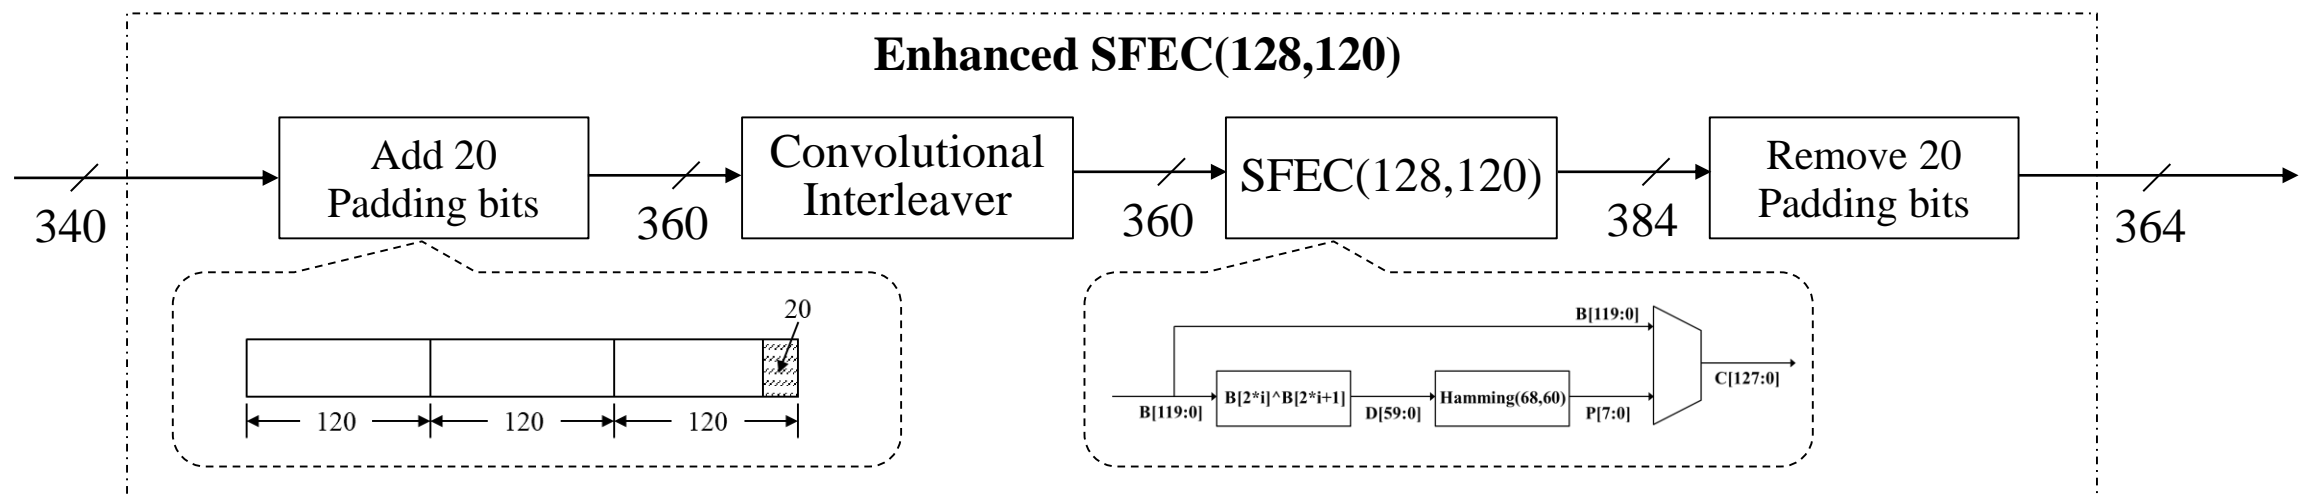 Enhanced SFEC(128,120)
340
Add 20
Padding bits
360
Convolutional
Interleaver
360
SFEC(128,120)
384
Remove 20
Padding bits
364
20
120
120
120
B[119:0]
B[119:0]
B[2*i]^B[2*i+1]
D[59:0]
Hamming(68,60)
P[7:0]
C[127:0]